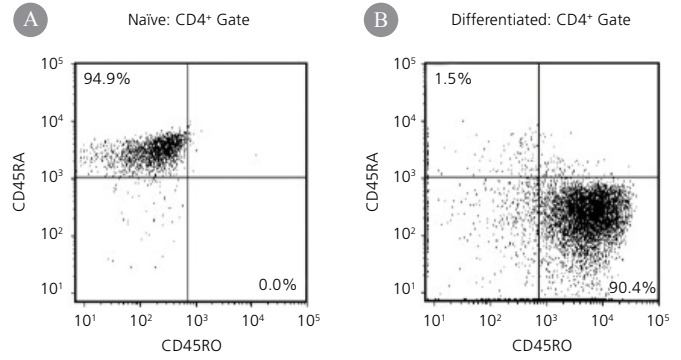 A
Naïve: CD4⁺ Gate
10⁵
94.9%
10⁴
CD45RA
10³
10²
0.0%
10¹
10¹ 10² 10³ 10⁴ 10⁵
CD45RO
B
Differentiated: CD4⁺ Gate
10⁵
1.5%
10⁴
CD45RA
10³
10²
90.4%
10¹
10¹ 10² 10³ 10⁴ 10⁵
CD45RO